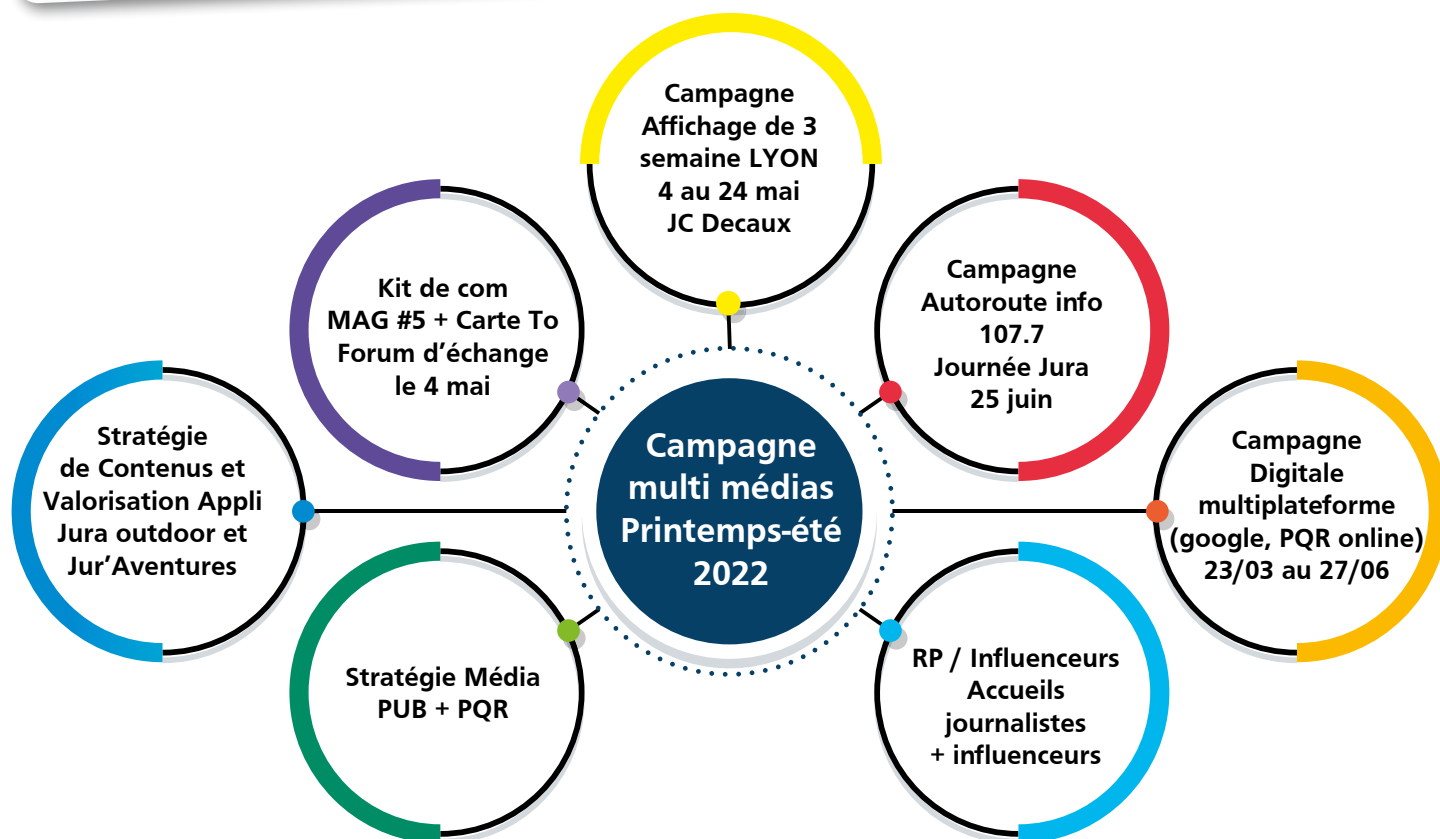 Campagne
Affichage de 3
semaine LYON
4 au 24 mai
JC Decaux
Kit de com
MAG #5 + Carte To
Forum d'échange
le 4 mai
Campagne
Autoroute info
107.7
Journée Jura
25 juin
Stratégie
de Contenus et
Valorisation Appli
Jura outdoor et
Jur'Aventures
Campagne
multi médias
Printemps-été
2022
Campagne
Digitale
multiplateforme
(google, PQR online)
23/03 au 27/06
Stratégie Média
PUB + PQR
RP / Influenceurs
Accueils
journalistes
+ influenceurs